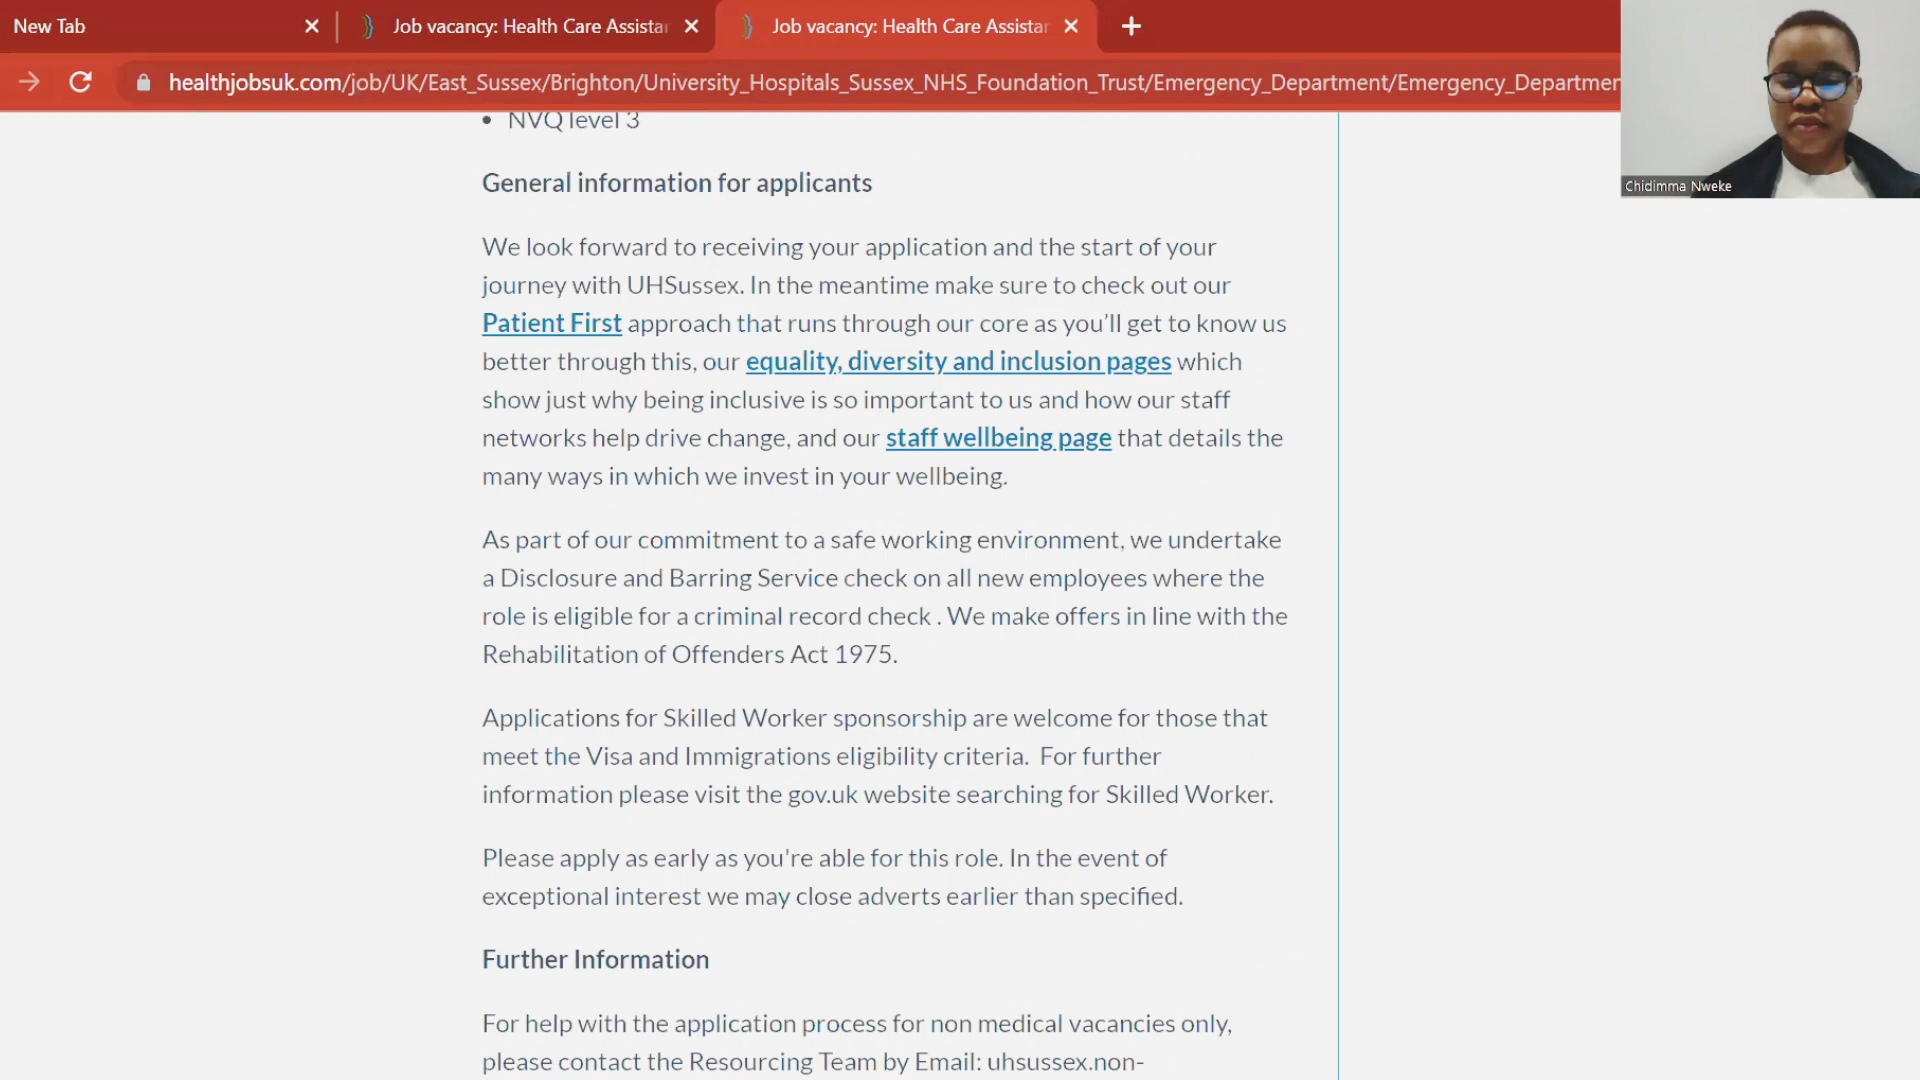 New Tab
Job vacancy: Health Care Assistar
Job vacancy: Health Care Assistar
healthjobsuk.com/job/UK/East_Sussex/Brighton/University_Hospitals_Sussex_NHS_Foundation_Trust/Emergency_Department/Emergency_Departmen
Chidimma Nweke
• NVQ level 3
General information for applicants
We look forward to receiving your application and the start of your
journey with UHSussex. In the meantime make sure to check out our
Patient First approach that runs through our core as you’ll get to know us
better through this, our equality, diversity and inclusion pages which
show just why being inclusive is so important to us and how our staff
networks help drive change, and our staff wellbeing page that details the
many ways in which we invest in your wellbeing.
As part of our commitment to a safe working environment, we undertake
a Disclosure and Barring Service check on all new employees where the
role is eligible for a criminal record check . We make offers in line with the
Rehabilitation of Offenders Act 1975.
Applications for Skilled Worker sponsorship are welcome for those that
meet the Visa and Immigrations eligibility criteria.  For further
information please visit the gov.uk website searching for Skilled Worker.
Please apply as early as you're able for this role. In the event of
exceptional interest we may close adverts earlier than specified.
Further Information
For help with the application process for non medical vacancies only,
please contact the Resourcing Team by Email: uhsussex.non-